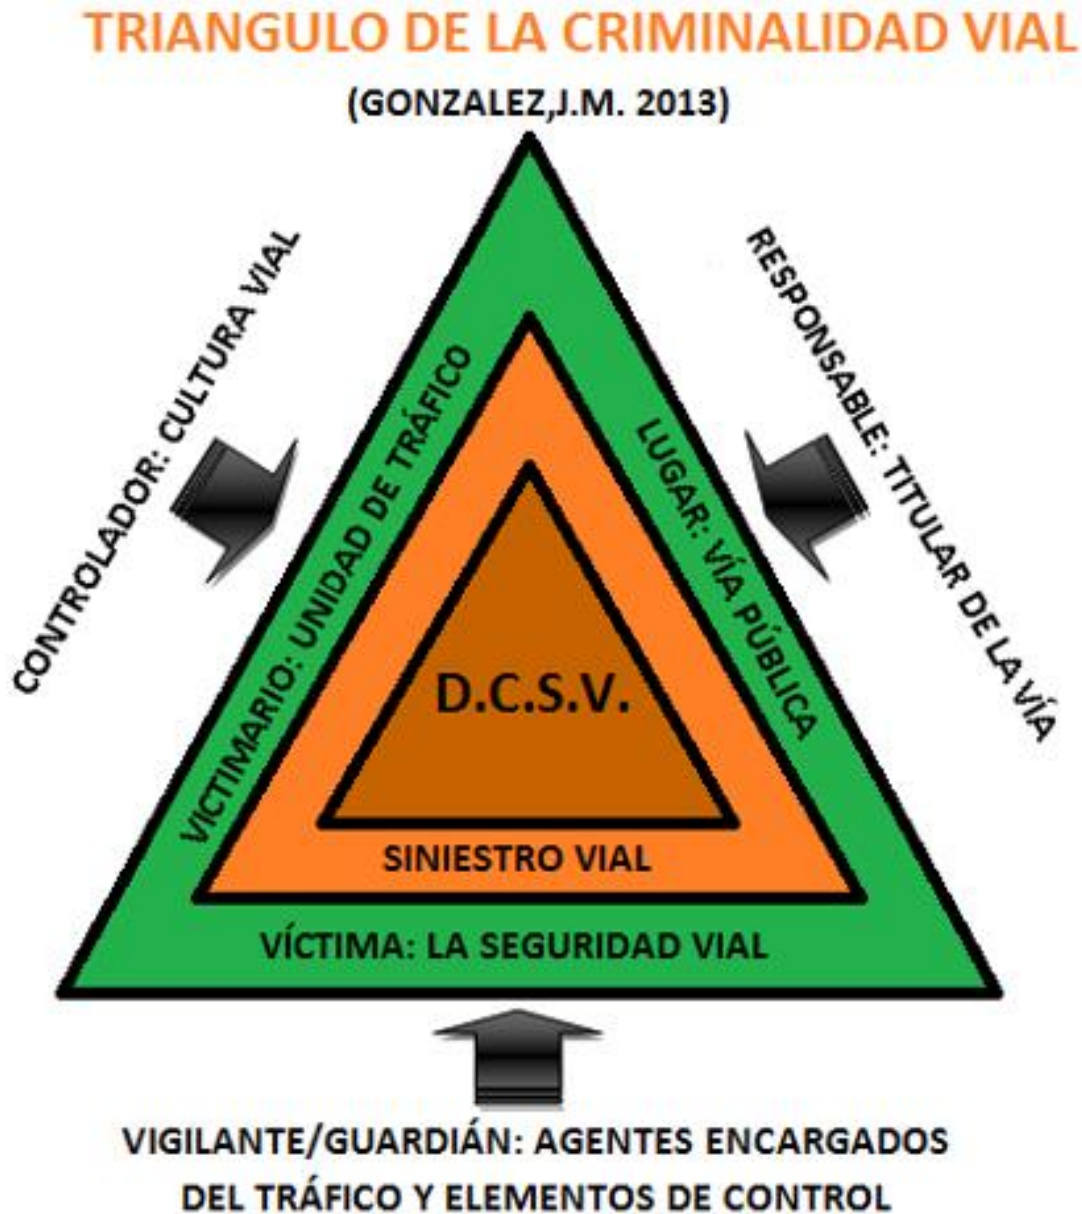 TRIANGULO DE LA CRIMINALIDAD VIAL
(GONZALEZ,J.M. 2013)
CONTROLADOR: CULTURA VIAL
RESPONSABLE: TITULAR DE LA VÍA
VICTIMARIO: UNIDAD DE TRÁFICO
LUGAR: VÍA PÚBLICA
D.C.S.V.
SINIESTRO VIAL
VÍCTIMA: LA SEGURIDAD VIAL
VIGILANTE/GUARDIÁN: AGENTES ENCARGADOS
DEL TRÁFICO Y ELEMENTOS DE CONTROL